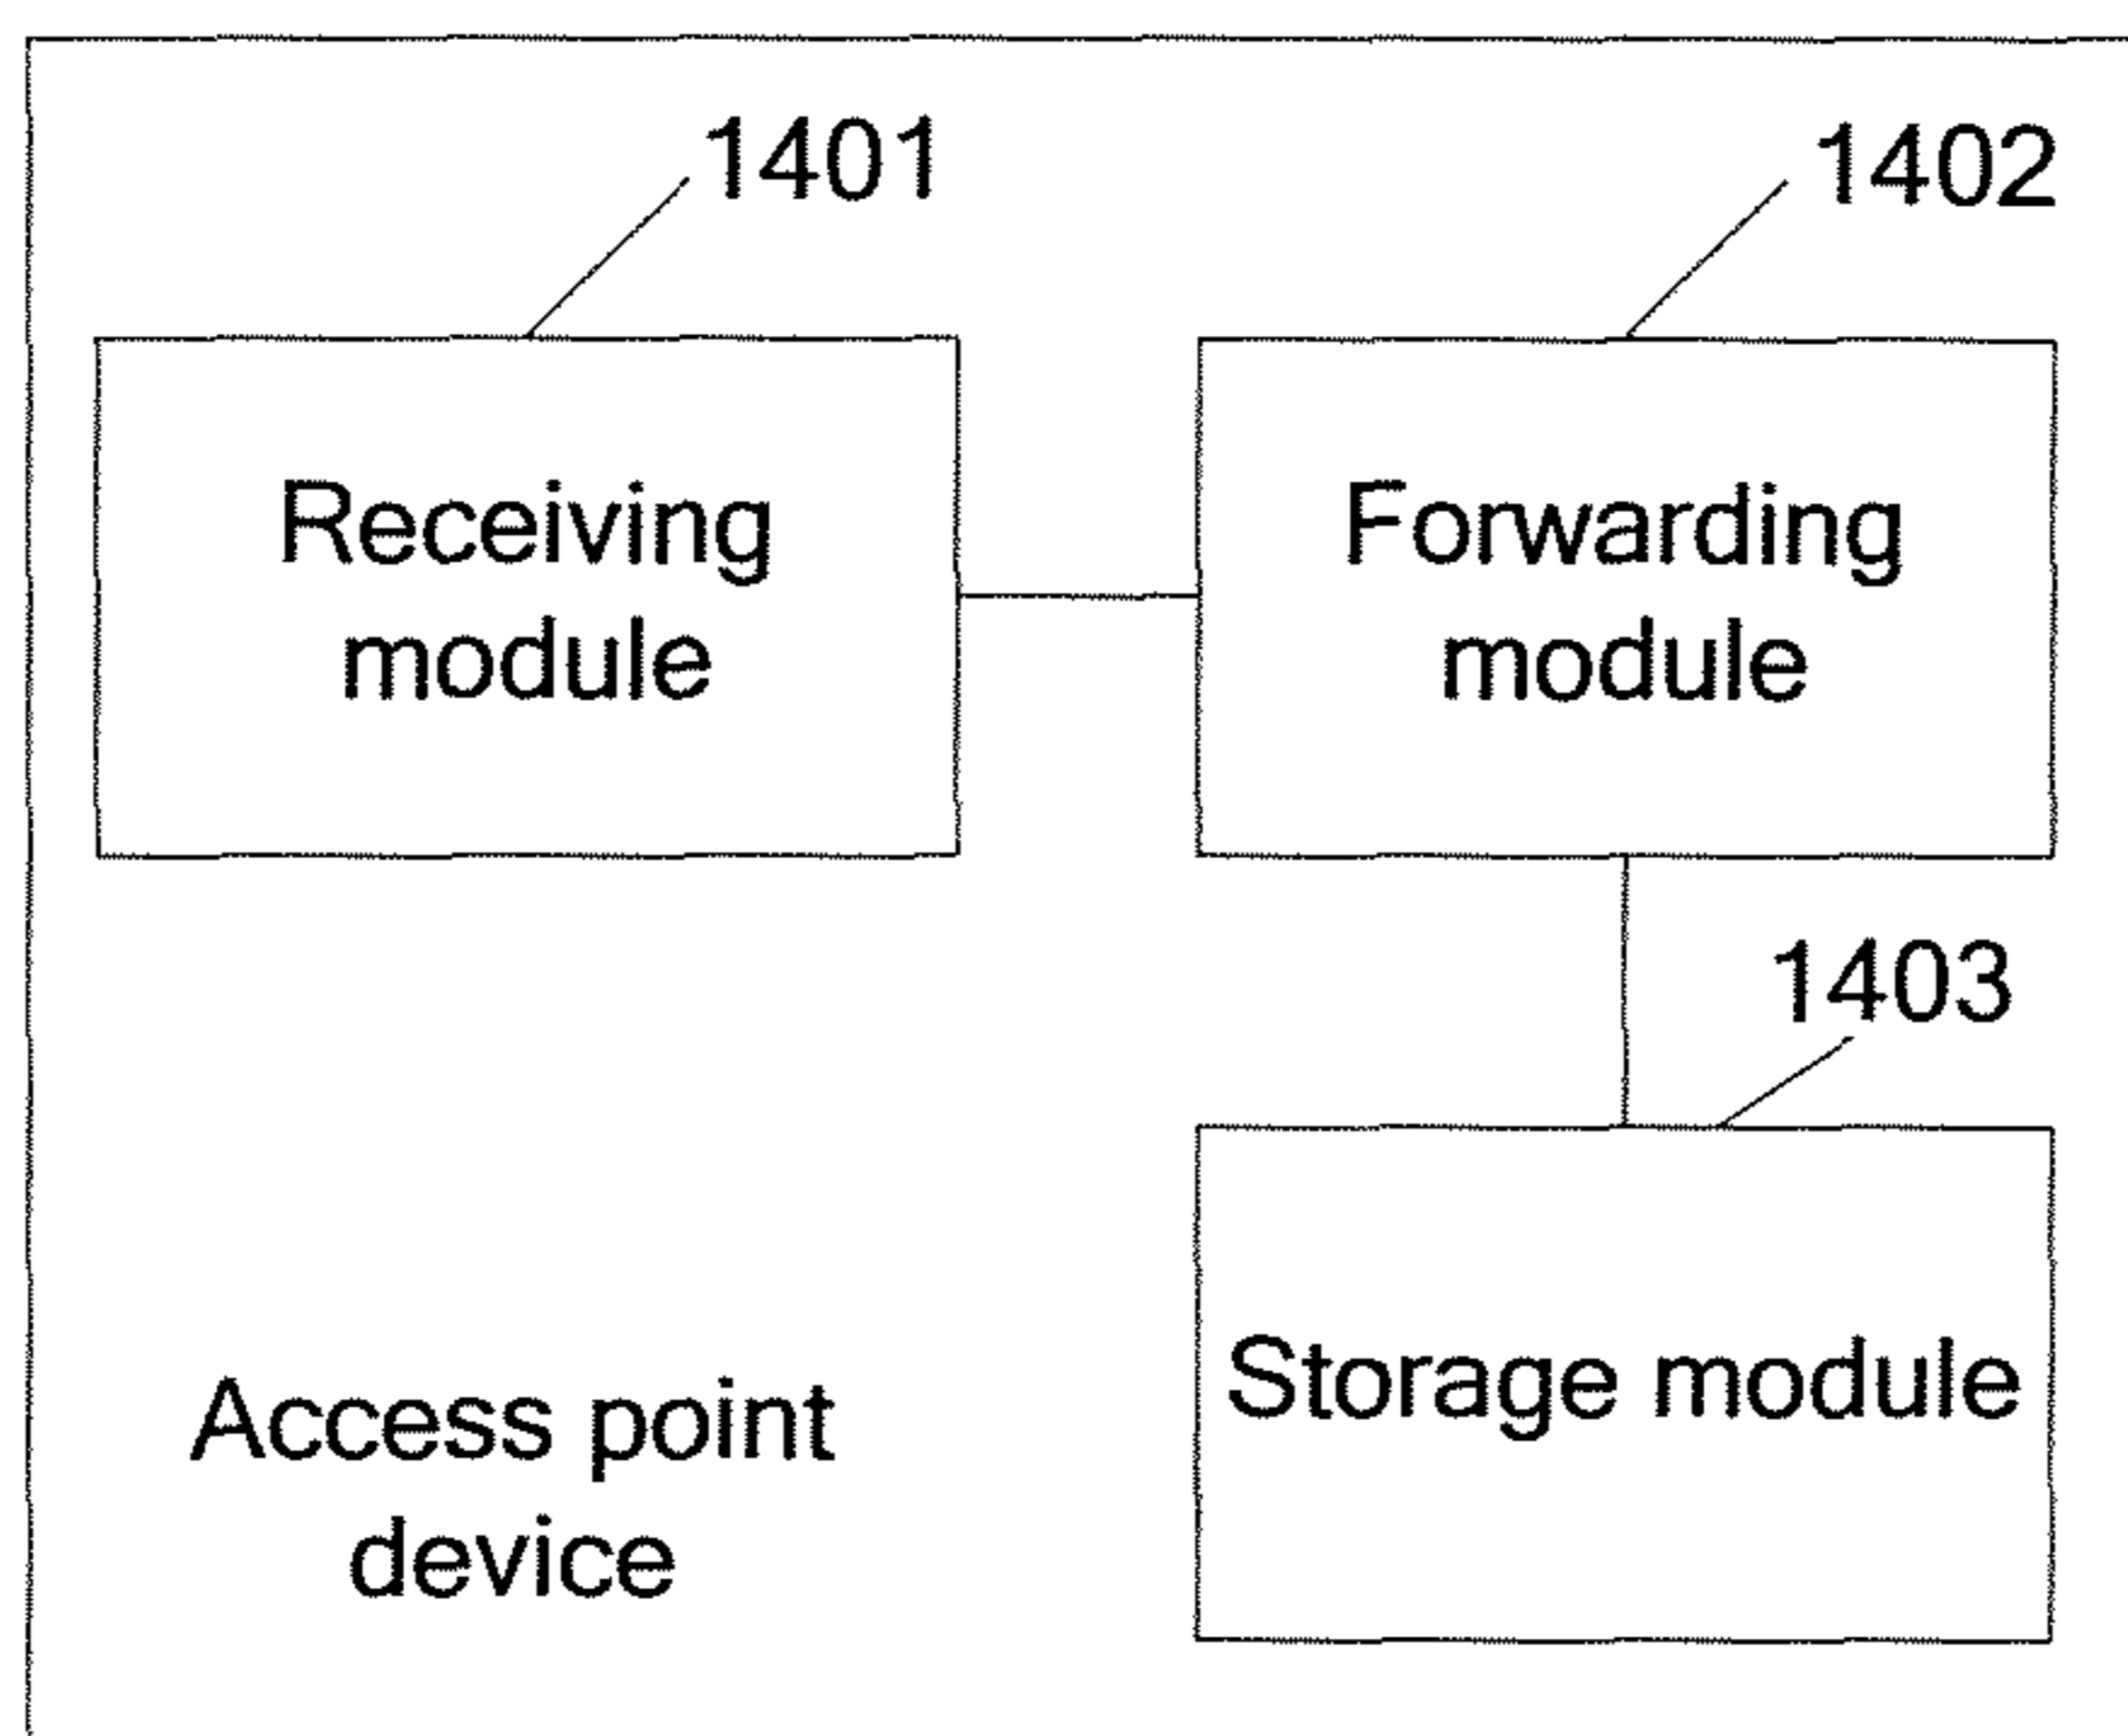 1401
1402
Receiving
module
Forwarding
module
1403
Storage module
Access point
device